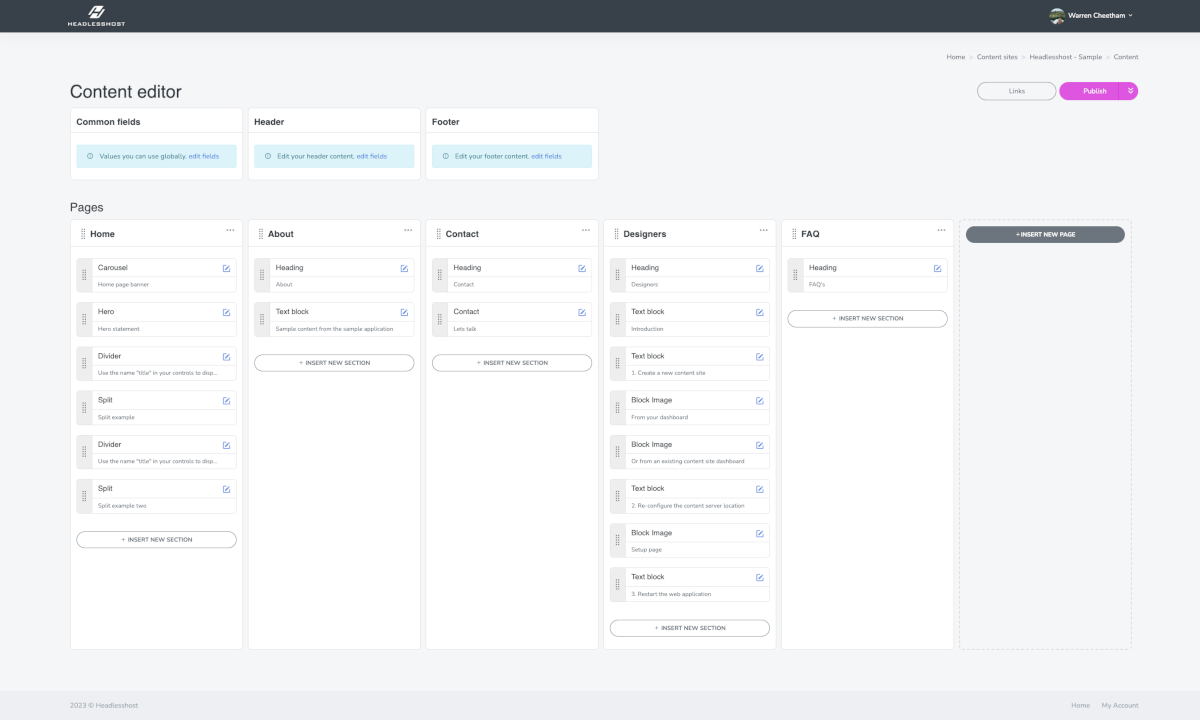 HEADLESSHOST
Warren Cheetham
Home > Content sites > Headlesshost - Sample > Content
Content editor
Links
Publish
Common fields
Values you can use globally. edit fields
Header
Edit your header content. edit fields
Footer
Edit your footer content. edit fields
Pages
Home
Carousel
Home page banner
Hero
Hero statement
Divider
Use the name "title" in your controls to disp...
Split
Split example
Divider
Use the name "title" in your controls to disp...
Split
Split example two
+ INSERT NEW SECTION
About
Heading
About
Text block
Sample content from the sample application
+ INSERT NEW SECTION
Contact
Heading
Contact
Contact
Lets talk
+ INSERT NEW SECTION
Designers
Heading
Designers
Text block
Introduction
Text block
1. Create a new content site
Block Image
From your dashboard
Block Image
Or from an existing content site dashboard
Text block
2. Re-configure the content server location
Block Image
Setup page
Text block
3. Restart the web application
+ INSERT NEW SECTION
FAQ
Heading
FAQ's
+ INSERT NEW SECTION
+ INSERT NEW PAGE
2023 © Headlesshost
Home
My Account